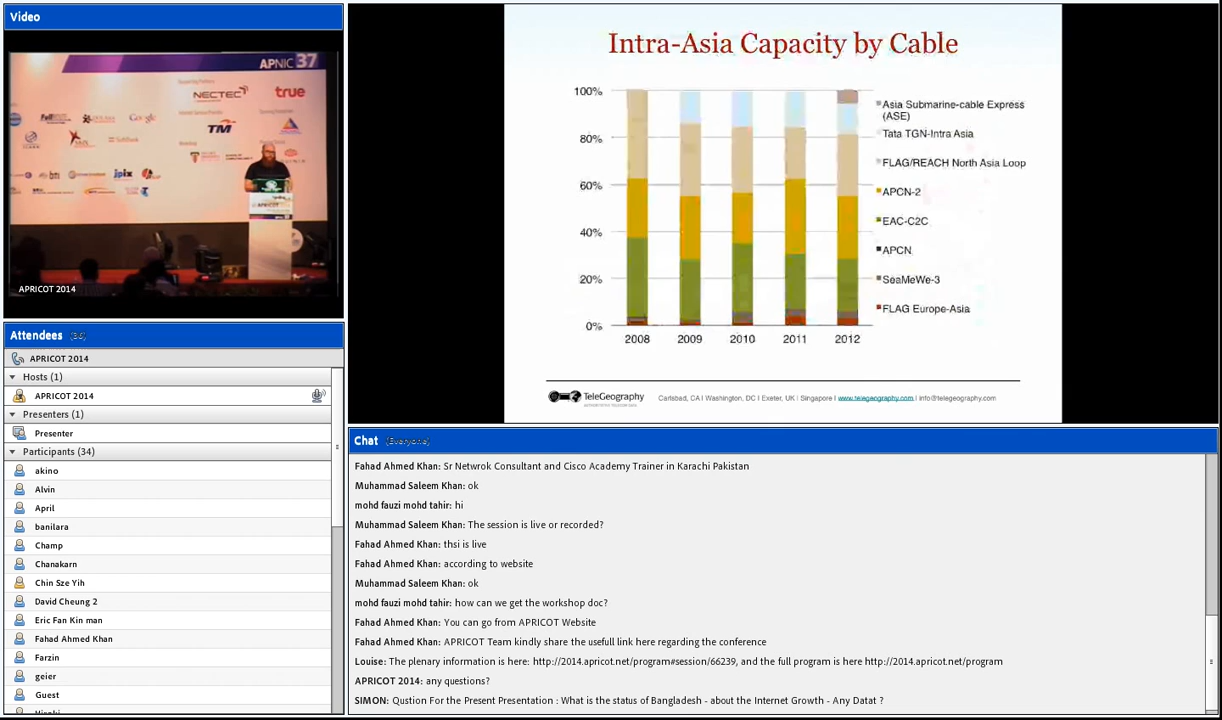 Video
APNIC 37
NECTEC
true
TM
Google
SoftBank
jpix
bni
APRICOT 2014
Attendees (36)
APRICOT 2014
Hosts (1)
APRICOT 2014
Presenters (1)
Presenter
Participants (34)
akino
Alvin
April
banilara
Champ
Chanakarn
Chin Sze Yih
David Cheung 2
Eric Fan Kin man
Fahad Ahmed Khan
Farzin
geier
Guest
Hiroki
Intra-Asia Capacity by Cable
100%
80%
60%
40%
20%
0%
2008
2009
2010
2011
2012
Asia Submarine-cable Express
(ASE)
Tata TGN-Intra Asia
FLAG/REACH North Asia Loop
APCN-2
EAC-C2C
APCN
SeaMeWe-3
FLAG Europe-Asia
TeleGeography
Carlsbad, CA I Washington, DC I Exeter, UK I Singapore I www.telegeography.com I info@telegeography.com
Chat (Everyone)
Fahad Ahmed Khan: Sr Netwrok Consultant and Cisco Academy Trainer in Karachi Pakistan
Muhammad Saleem Khan: ok
mohd fauzi mohd tahir: hi
Muhammad Saleem Khan: The session is live or recorded?
Fahad Ahmed Khan: thsi is live
Fahad Ahmed Khan: according to website
Muhammad Saleem Khan: ok
mohd fauzi mohd tahir: how can we get the workshop doc?
Fahad Ahmed Khan: You can go from APRICOT Website
Fahad Ahmed Khan: APRICOT Team kindly share the usefull link here regarding the conference
Louise: The plenary information is here: http://2014.apricot.net/program#session/66239, and the full program is here http://2014.apricot.net/program
APRICOT 2014: any questions?
SIMON: Qustion For the Present Presentation : What is the status of Bangladesh - about the Internet Growth - Any Datat ?